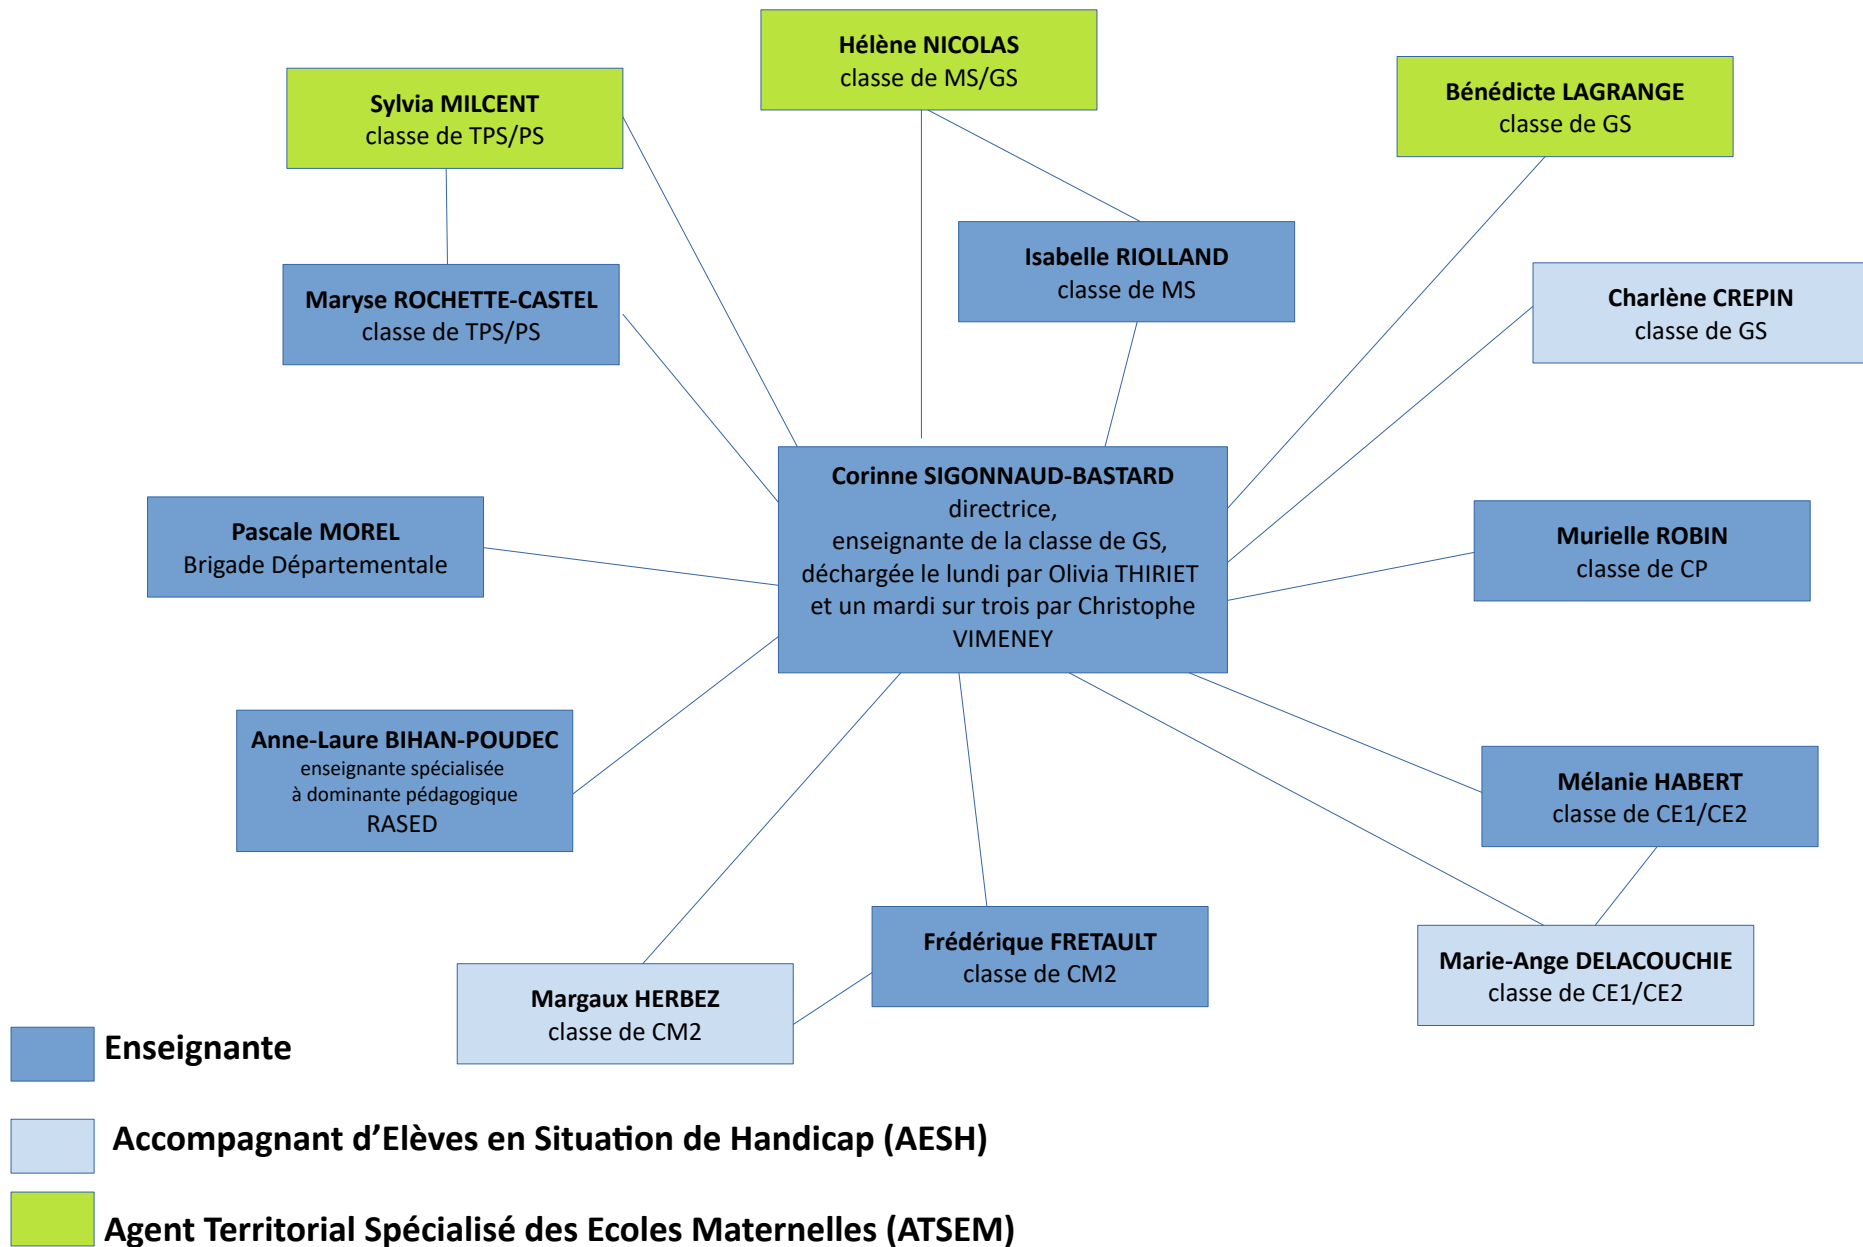 Hélène NICOLAS
classe de MS/GS
Sylvia MILCENT
classe de TPS/PS
Bénédicte LAGRANGE
classe de GS
Isabelle RIOLLAND
classe de MS
Maryse ROCHETTE-CASTEL
classe de TPS/PS
Charlène CREPIN
classe de GS
Corinne SIGONNAUD-BASTARD
directrice,
enseignante de la classe de GS,
déchargée le lundi par Olivia THIRIET
et un mardi sur trois par Christophe
VIMENEY
Pascale MOREL
Brigade Départementale
Murielle ROBIN
classe de CP
Anne-Laure BIHAN-POUDEC
enseignante spécialisée
à dominante pédagogique
RASED
Mélanie HABERT
classe de CE1/CE2
Frédérique FRETAULT
classe de CM2
Marie-Ange DELACOUCHIE
classe de CE1/CE2
Margaux HERBEZ
classe de CM2
Enseignante
Accompagnant d’Elèves en Situation de Handicap (AESH)
Agent Territorial Spécialisé des Ecoles Maternelles (ATSEM)